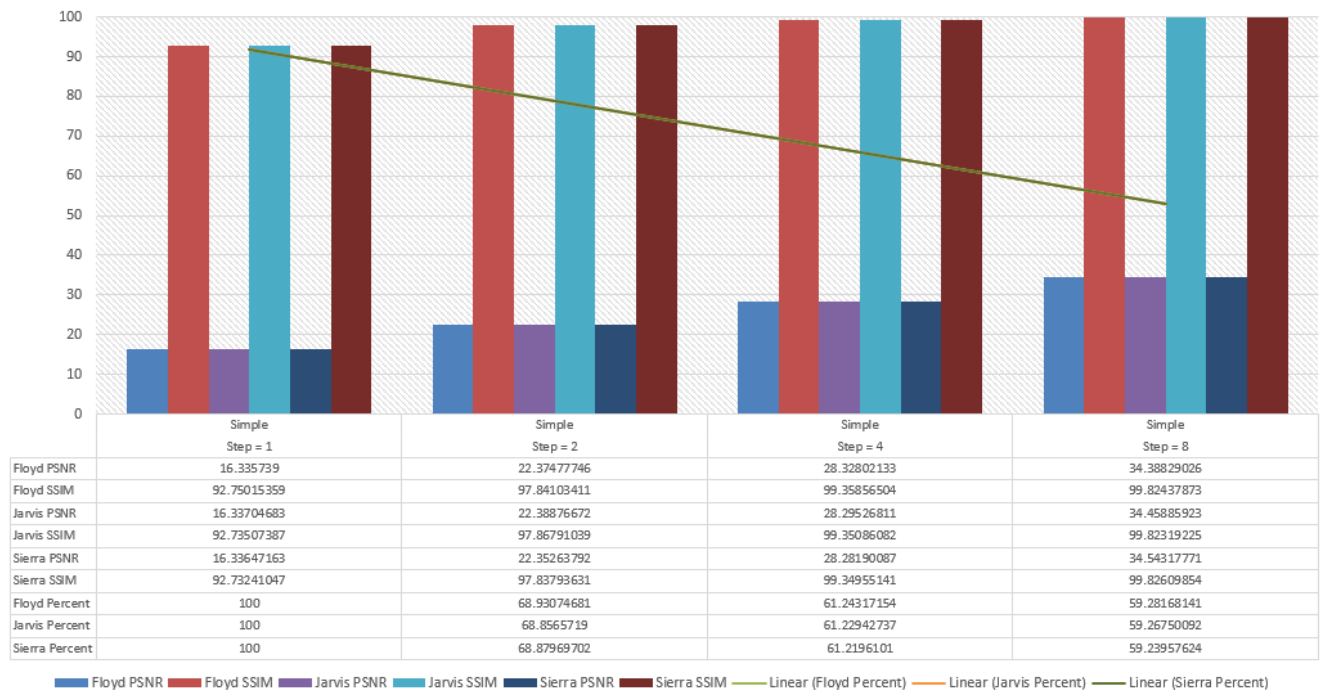 100
90
80
70
60
50
40
30
20
10
0
Simple Simple Simple Simple
Step = 1 Step = 2 Step = 4 Step = 8
Floyd PSNR 16.335739 22.37477746 28.32802133 34.38829026
Floyd SSIM 92.75015359 97.84103411 99.35856504 99.82437873
Jarvis PSNR 16.33704683 22.38876672 28.29526811 34.45885923
Jarvis SSIM 92.73507387 97.86791039 99.35086082 99.82319225
Sierra PSNR 16.33647163 22.35263792 28.28190087 34.54317771
Sierra SSIM 92.73241047 97.83793631 99.34955141 99.82609854
Floyd Percent 100 68.93074681 61.24317154 59.28168141
Jarvis Percent 100 68.8565719 61.22942737 59.26750092
Sierra Percent 100 68.87969702 61.2196101 59.23957624
Floyd PSNR Floyd SSIM Jarvis PSNR Jarvis SSIM Sierra PSNR Sierra SSIM Linear (Floyd Percent) Linear (Jarvis Percent) Linear (Sierra Percent)